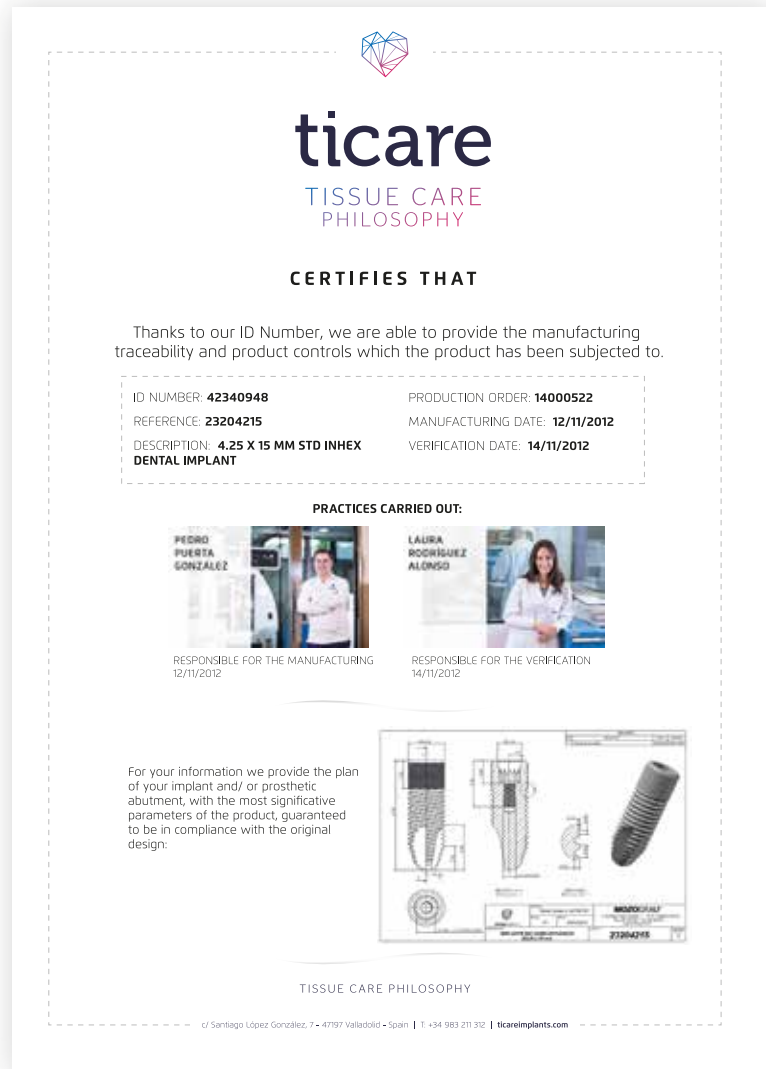 ticare
TISSUE CARE
PHILOSOPHY
CERTIFIES THAT
Thanks to our ID Number, we are able to provide the manufacturing
traceability and product controls which the product has been subjected to.
ID NUMBER: 42340948
REFERENCE: 23204215
DESCRIPTION: 4.25 X 15 MM STD INHEX
DENTAL IMPLANT
PRODUCTION ORDER: 14000522
MANUFACTURING DATE: 12/11/2012
VERIFICATION DATE: 14/11/2012
PRACTICES CARRIED OUT:
PEDRO
PUERTA
GONZÁLEZ
LAURA
RODRÍGUEZ
ALONSO
RESPONSIBLE FOR THE MANUFACTURING
12/11/2012
RESPONSIBLE FOR THE VERIFICATION
14/11/2012
For your information we provide the plan
of your implant and/ or prosthetic
abutment, with the most significative
parameters of the product, guaranteed
to be in compliance with the original
design:
MOZOGRAU
23204215
TISSUE CARE PHILOSOPHY
c/ Santiago López González, 7 - 47197 Valladolid - Spain | T: +34 983 211 312 | ticareimplants.com